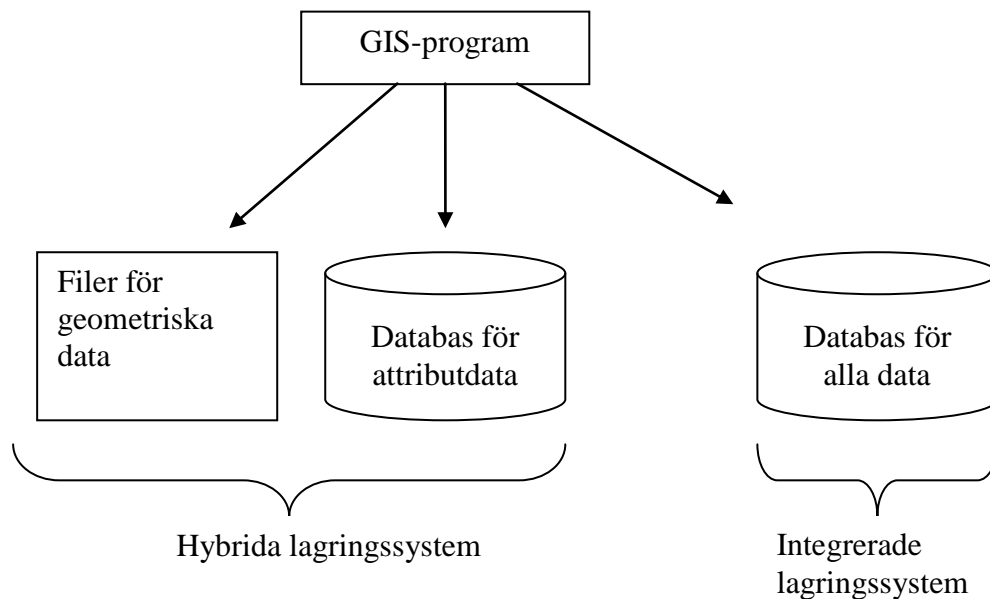 GIS-program
Filer för
geometriska
data
Databas för
attributdata
Databas för
alla data
Hybrida lagringssystem
Integrerade
lagringssystem